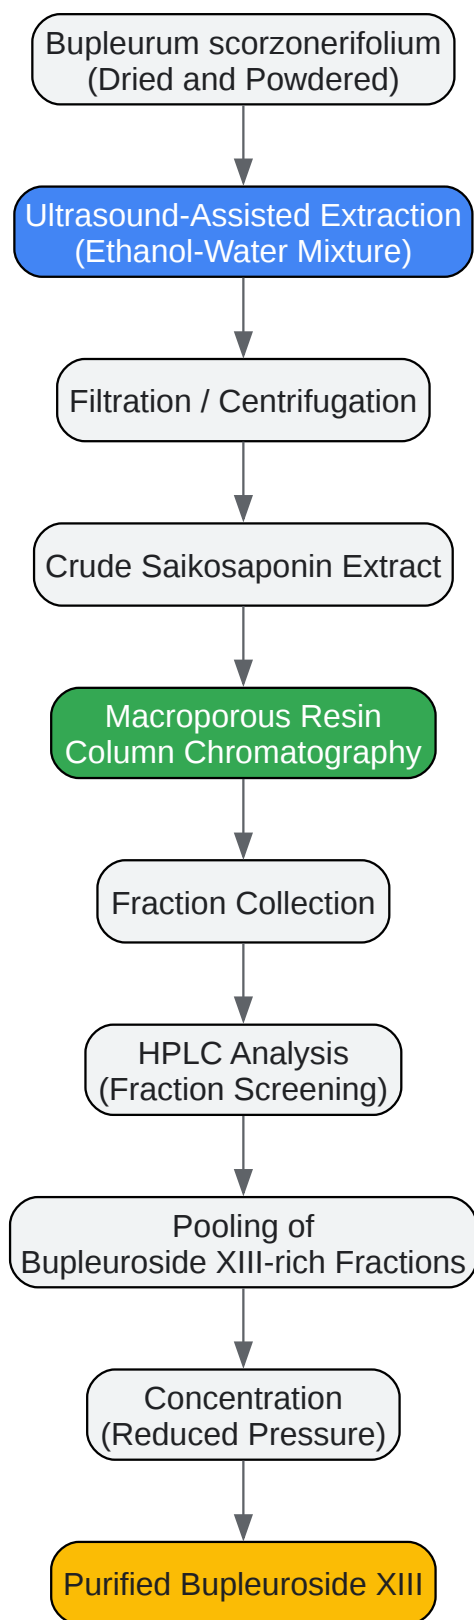 Bupleurum scorzonerifolium
(Dried and Powdered)
Ultrasound-Assisted Extraction
(Ethanol-Water Mixture)
Filtration / Centrifugation
Crude Saikosaponin Extract
Macroporous Resin
Column Chromatography
Fraction Collection
HPLC Analysis
(Fraction Screening)
Pooling of
Bupleuroside XIII-rich Fractions
Concentration
(Reduced Pressure)
Purified Bupleuroside XIII